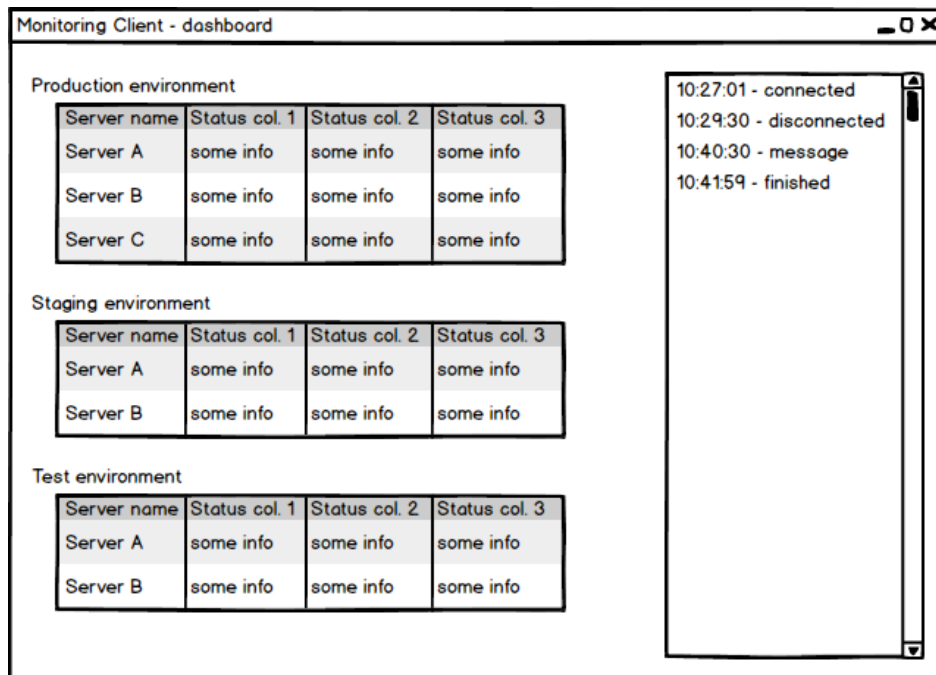 Monitoring Client - dashboard
Production environment
Server name Status col. 1 Status col. 2 Status col. 3
Server A some info some info some info
Server B some info some info some info
Server C some info some info some info
Staging environment
Server name Status col. 1 Status col. 2 Status col. 3
Server A some info some info some info
Server B some info some info some info
Test environment
Server name Status col. 1 Status col. 2 Status col. 3
Server A some info some info some info
Server B some info some info some info
10:27:01 - connected
10:29:30 - disconnected
10:40:30 - message
10:41:59 - finished